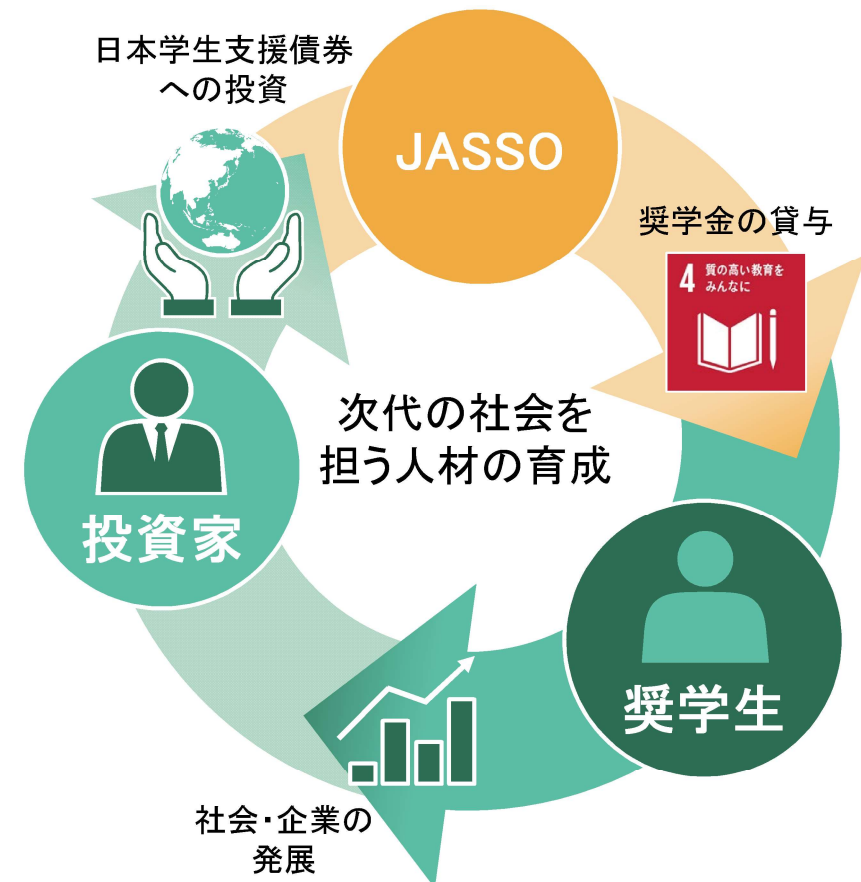 日本学生支援債券
への投資
JASSO
奨学金の貸与
4 質の高い教育を
みんなに
次代の社会を
担う人材の育成
投資家
奨学生
社会・企業の
発展